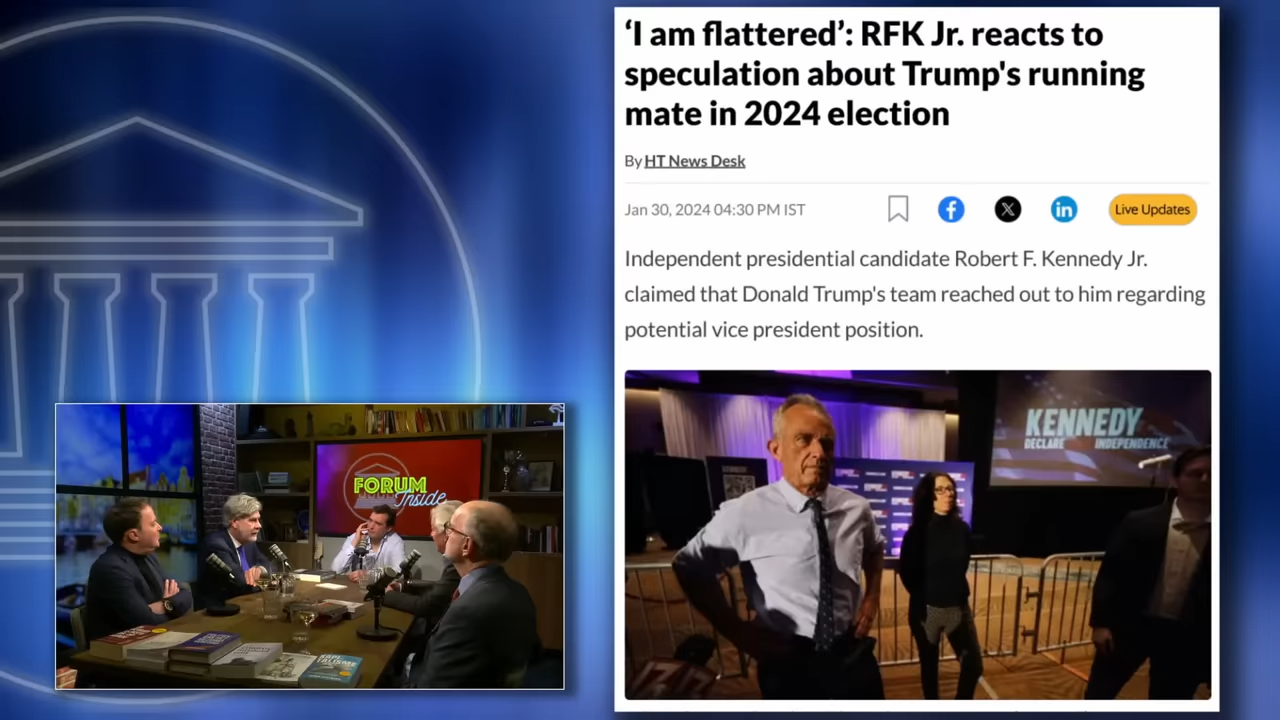 ‘I am flattered’: RFK Jr. reacts to
speculation about Trump's running
mate in 2024 election
By HT News Desk
Jan 30, 2024 04:30 PM IST
Live Updates
Independent presidential candidate Robert F. Kennedy Jr.
claimed that Donald Trump's team reached out to him regarding
potential vice president position.
KENNEDY
DECLARE INDEPENDENCE
FORUM
Inside